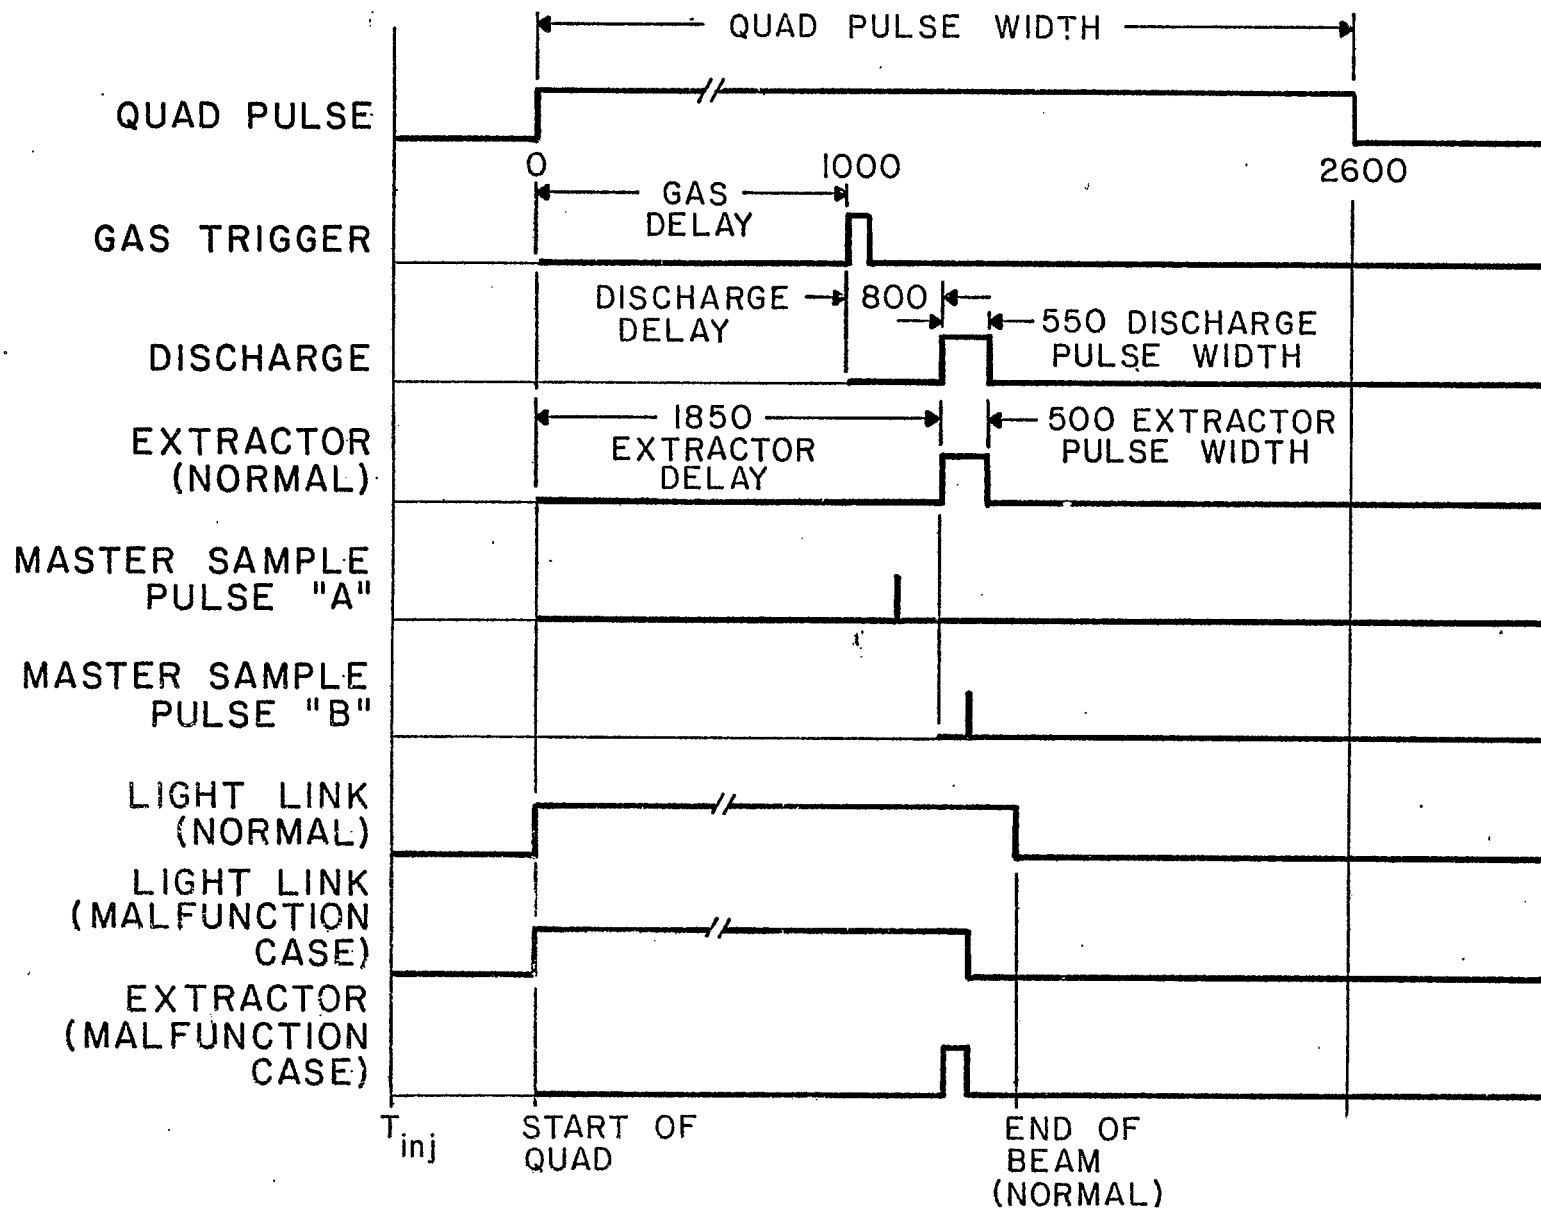 QUAD PULSE WIDTH
QUAD PULSE
0
1000
2600
GAS
DELAY
GAS TRIGGER
DISCHARGE
DELAY
800
550 DISCHARGE
PULSE WIDTH
DISCHARGE
1850
EXTRACTOR
DELAY
500 EXTRACTOR
PULSE WIDTH
EXTRACTOR
(NORMAL)
MASTER SAMPLE
PULSE "A"
MASTER SAMPLE
PULSE "B"
LIGHT LINK
(NORMAL)
LIGHT LINK
(MALFUNCTION
CASE)
EXTRACTOR
(MALFUNCTION
CASE)
Tinj
START OF
QUAD
END OF
BEAM
(NORMAL)